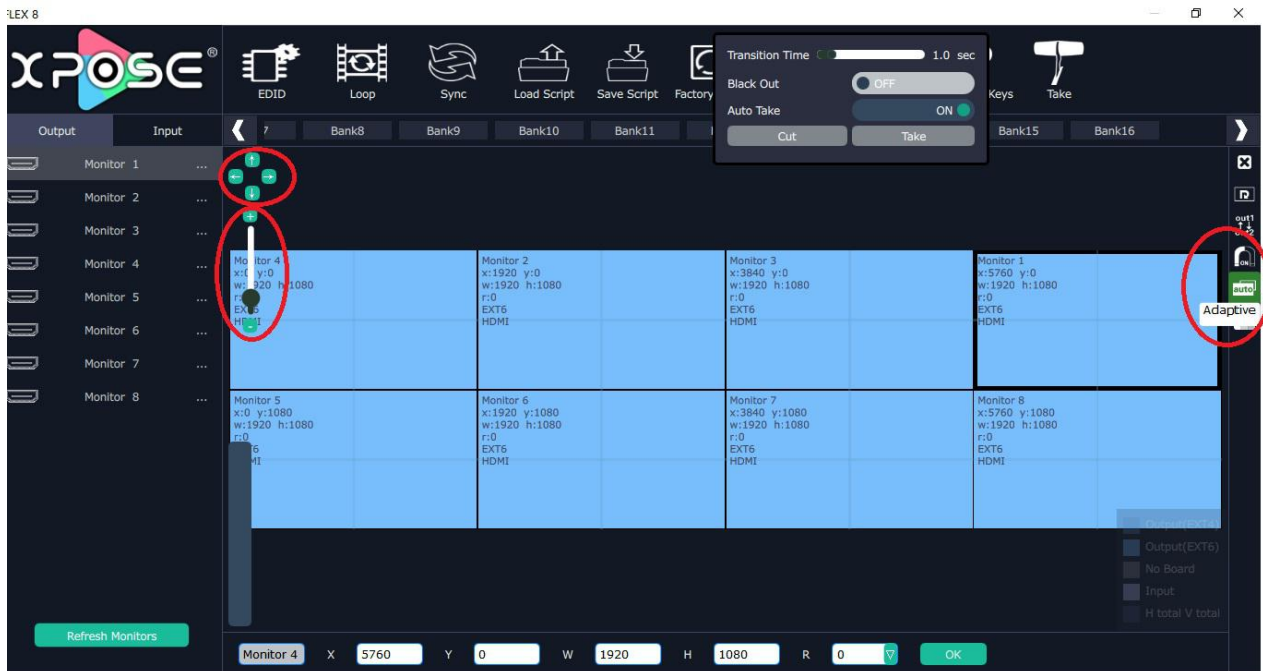 FLEX 8
XPOSE®
EDID
Loop
Sync
Load Script
Save Script
Factory
Keys
Take
Transition Time 1.0 sec
Black Out OFF
Auto Take ON
Cut Take
Output Input
7 Bank8 Bank9 Bank10 Bank11 Bank15 Bank16
Monitor 1 ...
Monitor 2 ...
Monitor 3 ...
Monitor 4 ...
Monitor 5 ...
Monitor 6 ...
Monitor 7 ...
Monitor 8 ...
Refresh Monitors
+
-
Monitor 4
x:0 y:0
w:1920 h:1080
EXT6
HDMI
Monitor 2
x:1920 y:0
w:1920 h:1080
r:0
EXT6
HDMI
Monitor 3
x:3840 y:0
w:1920 h:1080
r:0
EXT6
HDMI
Monitor 1
x:5760 y:0
w:1920 h:1080
r:0
EXT6
HDMI
Monitor 5
x:0 y:1080
w:1920 h:1080
r:0
Monitor 6
x:1920 y:1080
w:1920 h:1080
r:0
EXT6
HDMI
Monitor 7
x:3840 y:1080
w:1920 h:1080
r:0
EXT6
HDMI
Monitor 8
x:5760 y:1080
w:1920 h:1080
r:0
EXT6
HDMI
out1
ON
auto
Adaptive
Output(EXT4)
Output(EXT6)
No Board
Input
H total V total
Monitor 4 X 5760 Y 0 W 1920 H 1080 R 0 OK